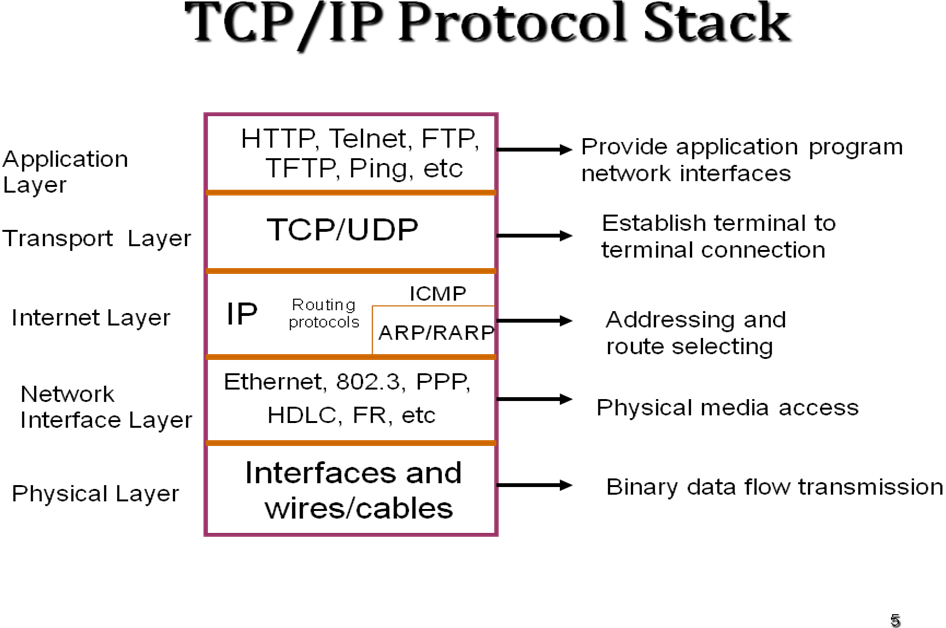 TCP/IP Protocol Stack
Application
Layer
HTTP, Telnet, FTP,
TFTP, Ping, etc
Provide application program
network interfaces
Transport Layer
TCP/UDP
Establish terminal to
terminal connection
Internet Layer
IP
Routing
protocols
ICMP
ARP/RARP
Addressing and
route selecting
Network
Interface Layer
Ethernet, 802.3, PPP,
HDLC, FR, etc
Physical media access
Physical Layer
Interfaces and
wires/cables
Binary data flow transmission
5